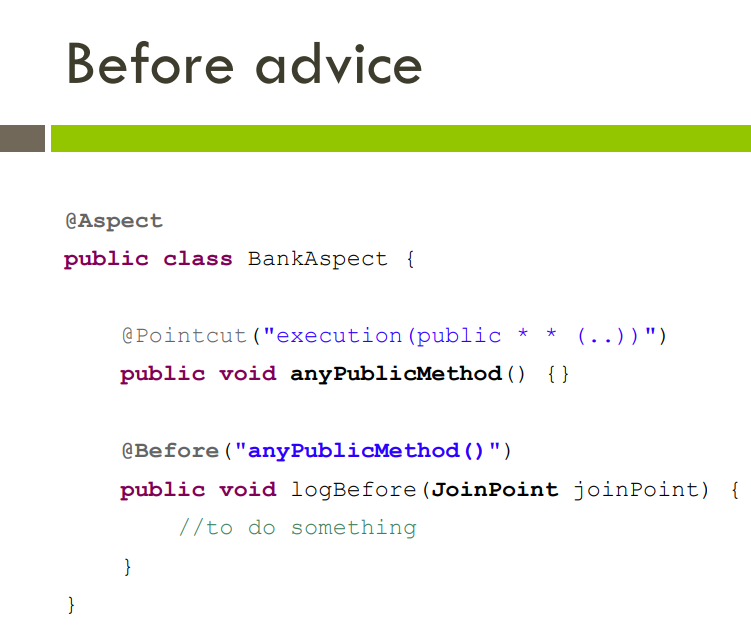 Before advice
@Aspect
public class BankAspect {
@Pointcut("execution(public * * (..))")
public void anyPublicMethod() {}
@Before("anyPublicMethod()")
public void logBefore(JoinPoint joinPoint) {
//to do something
}
}